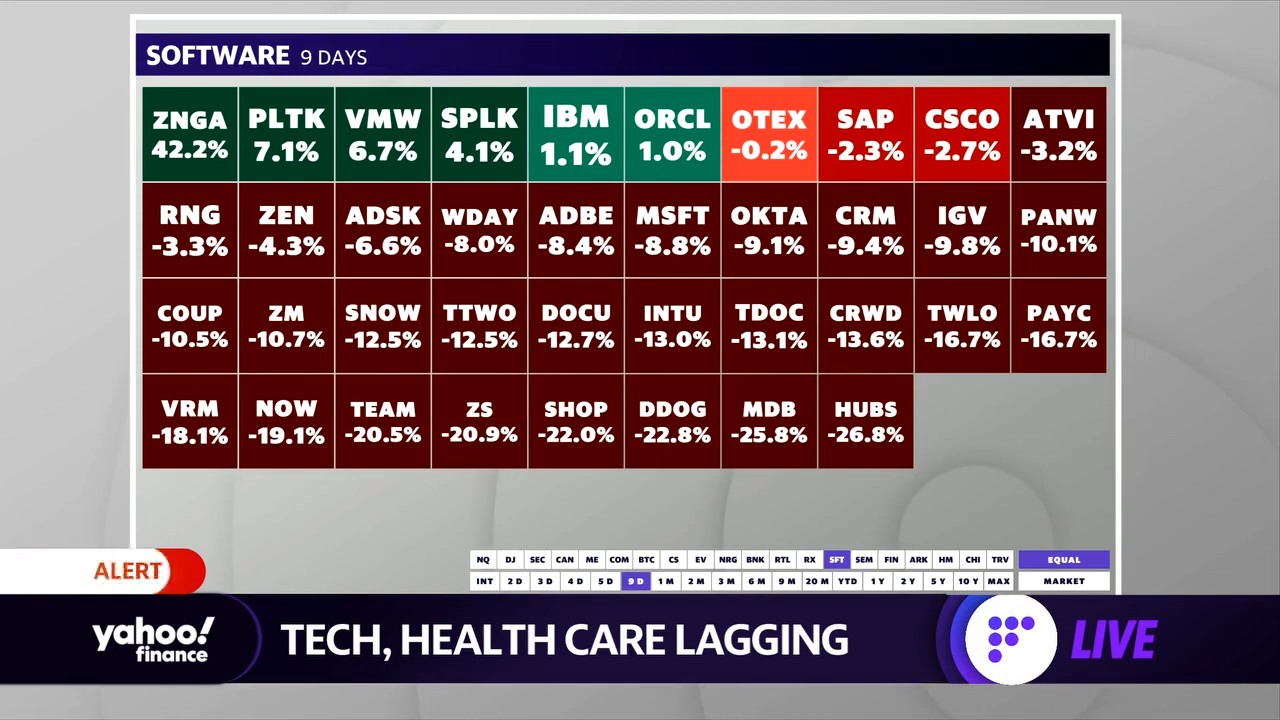 SOFTWARE 9 DAYS
ZNGA PLTK VMW SPLK IBM ORCL OTEX SAP CSCO ATVI
42.2% 7.1% 6.7% 4.1% 1.1% 1.0% -0.2% -2.3% -2.7% -3.2%
RNG ZEN ADSK WDAY ADBE MSFT OKTA CRM IGV PANW
-3.3% -4.3% -6.6% -8.0% -8.4% -8.8% -9.1% -9.4% -9.8% -10.1%
COUP ZM SNOW TTWO DOCU INTU TDOC CRWD TWLO PAYC
-10.5% -10.7% -12.5% -12.5% -12.7% -13.0% -13.1% -13.6% -16.7% -16.7%
VRM NOW TEAM ZS SHOP DDOG MDB HUBS
-18.1% -19.1% -20.5% -20.9% -22.0% -22.8% -25.8% -26.8%
NQ DJ SEC CAN ME COM BTC CS EV NRG BNK RTL RX SFT SEM FIN ARK HM CHI TRV EQUAL
INT 2 D 3 D 4 D 5 D 9 D 1 M 2 M 3 M 6 M 9 M 20 M YTD 1 Y 2 Y 5 Y 10 Y MAX MARKET
ALERT
yahoo!
finance
TECH, HEALTH CARE LAGGING
LIVE